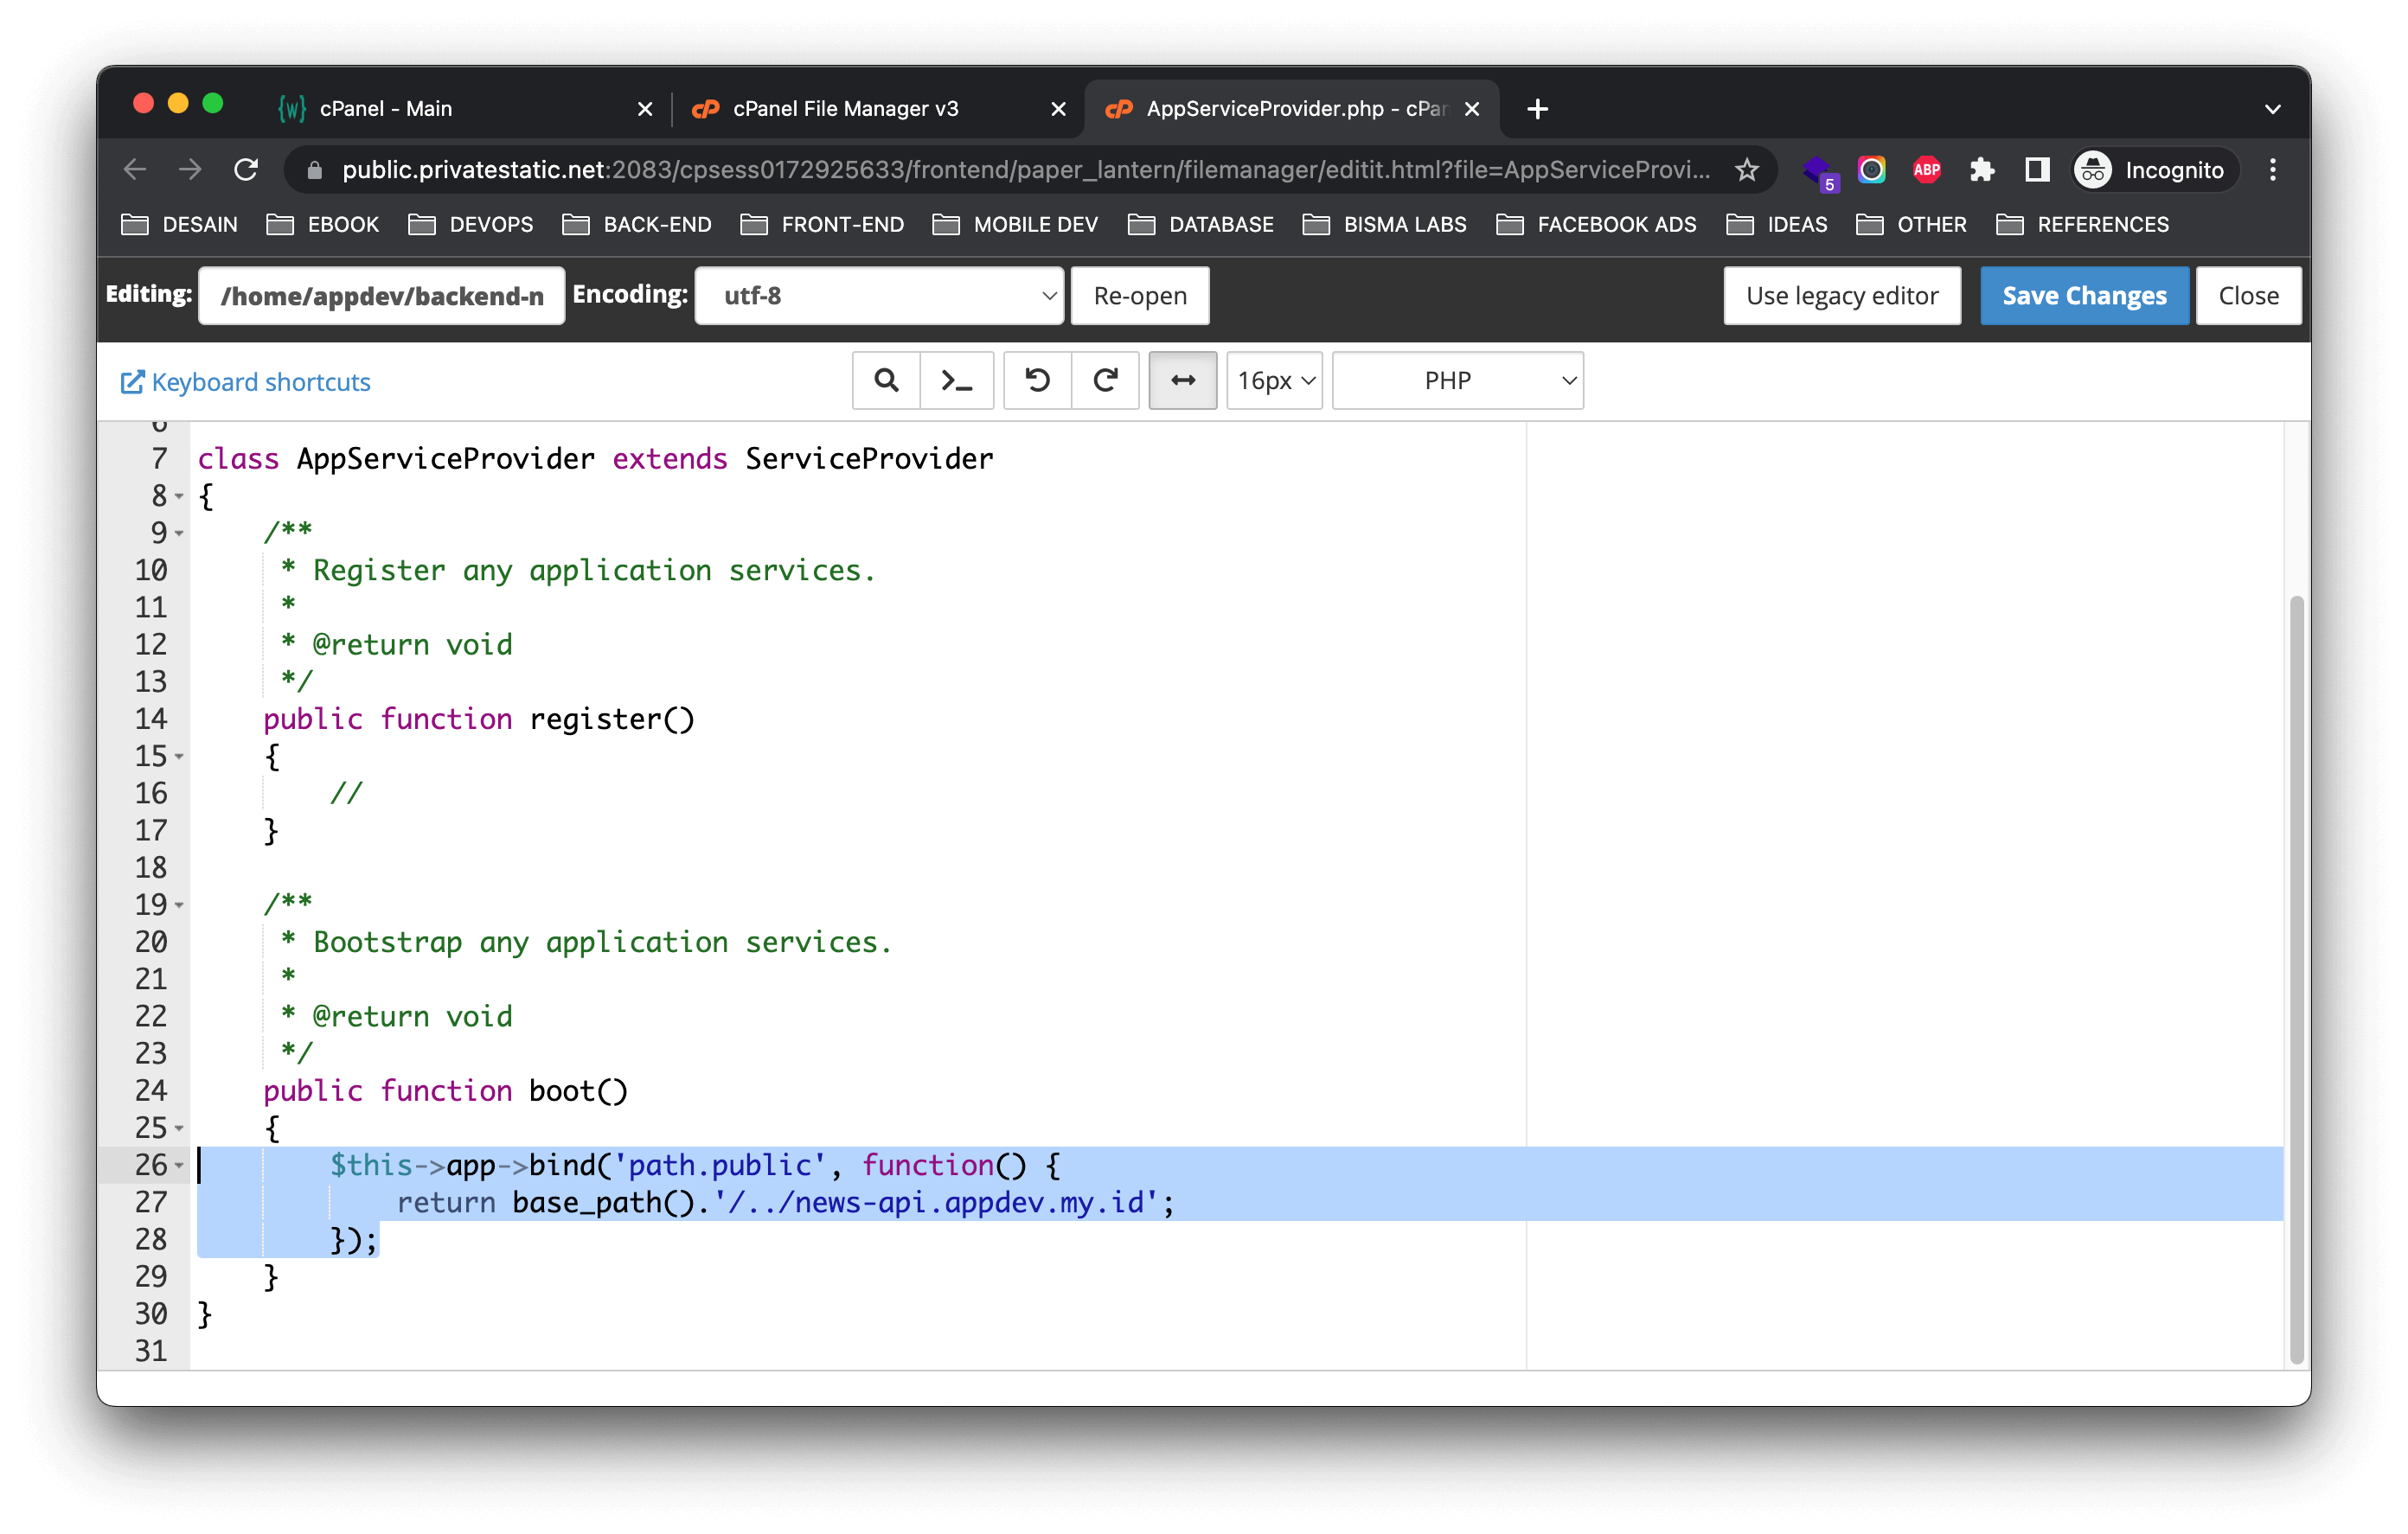 cPanel - Main
cPanel File Manager v3
AppServiceProvider.php - cPan
public.privatestatic.net:2083/cpsess0172925633/frontend/paper_lantern/filemanager/editit.html?file=AppServiceProvi...
5
ABP
Incognito
DESAIN
EBOOK
DEVOPS
BACK-END
FRONT-END
MOBILE DEV
DATABASE
BISMA LABS
FACEBOOK ADS
IDEAS
OTHER
REFERENCES
Editing: /home/appdev/backend-n Encoding: utf-8 Re-open Use legacy editor Save Changes Close
Keyboard shortcuts 16px PHP
6
7 class AppServiceProvider extends ServiceProvider
8 {
9 /**
10 * Register any application services.
11 *
12 * @return void
13 */
14 public function register()
15 {
16 //
17 }
18
19 /**
20 * Bootstrap any application services.
21 *
22 * @return void
23 */
24 public function boot()
25 {
26 $this->app->bind('path.public', function() {
27 return base_path().'/../news-api.appdev.my.id';
28 });
29 }
30 }
31